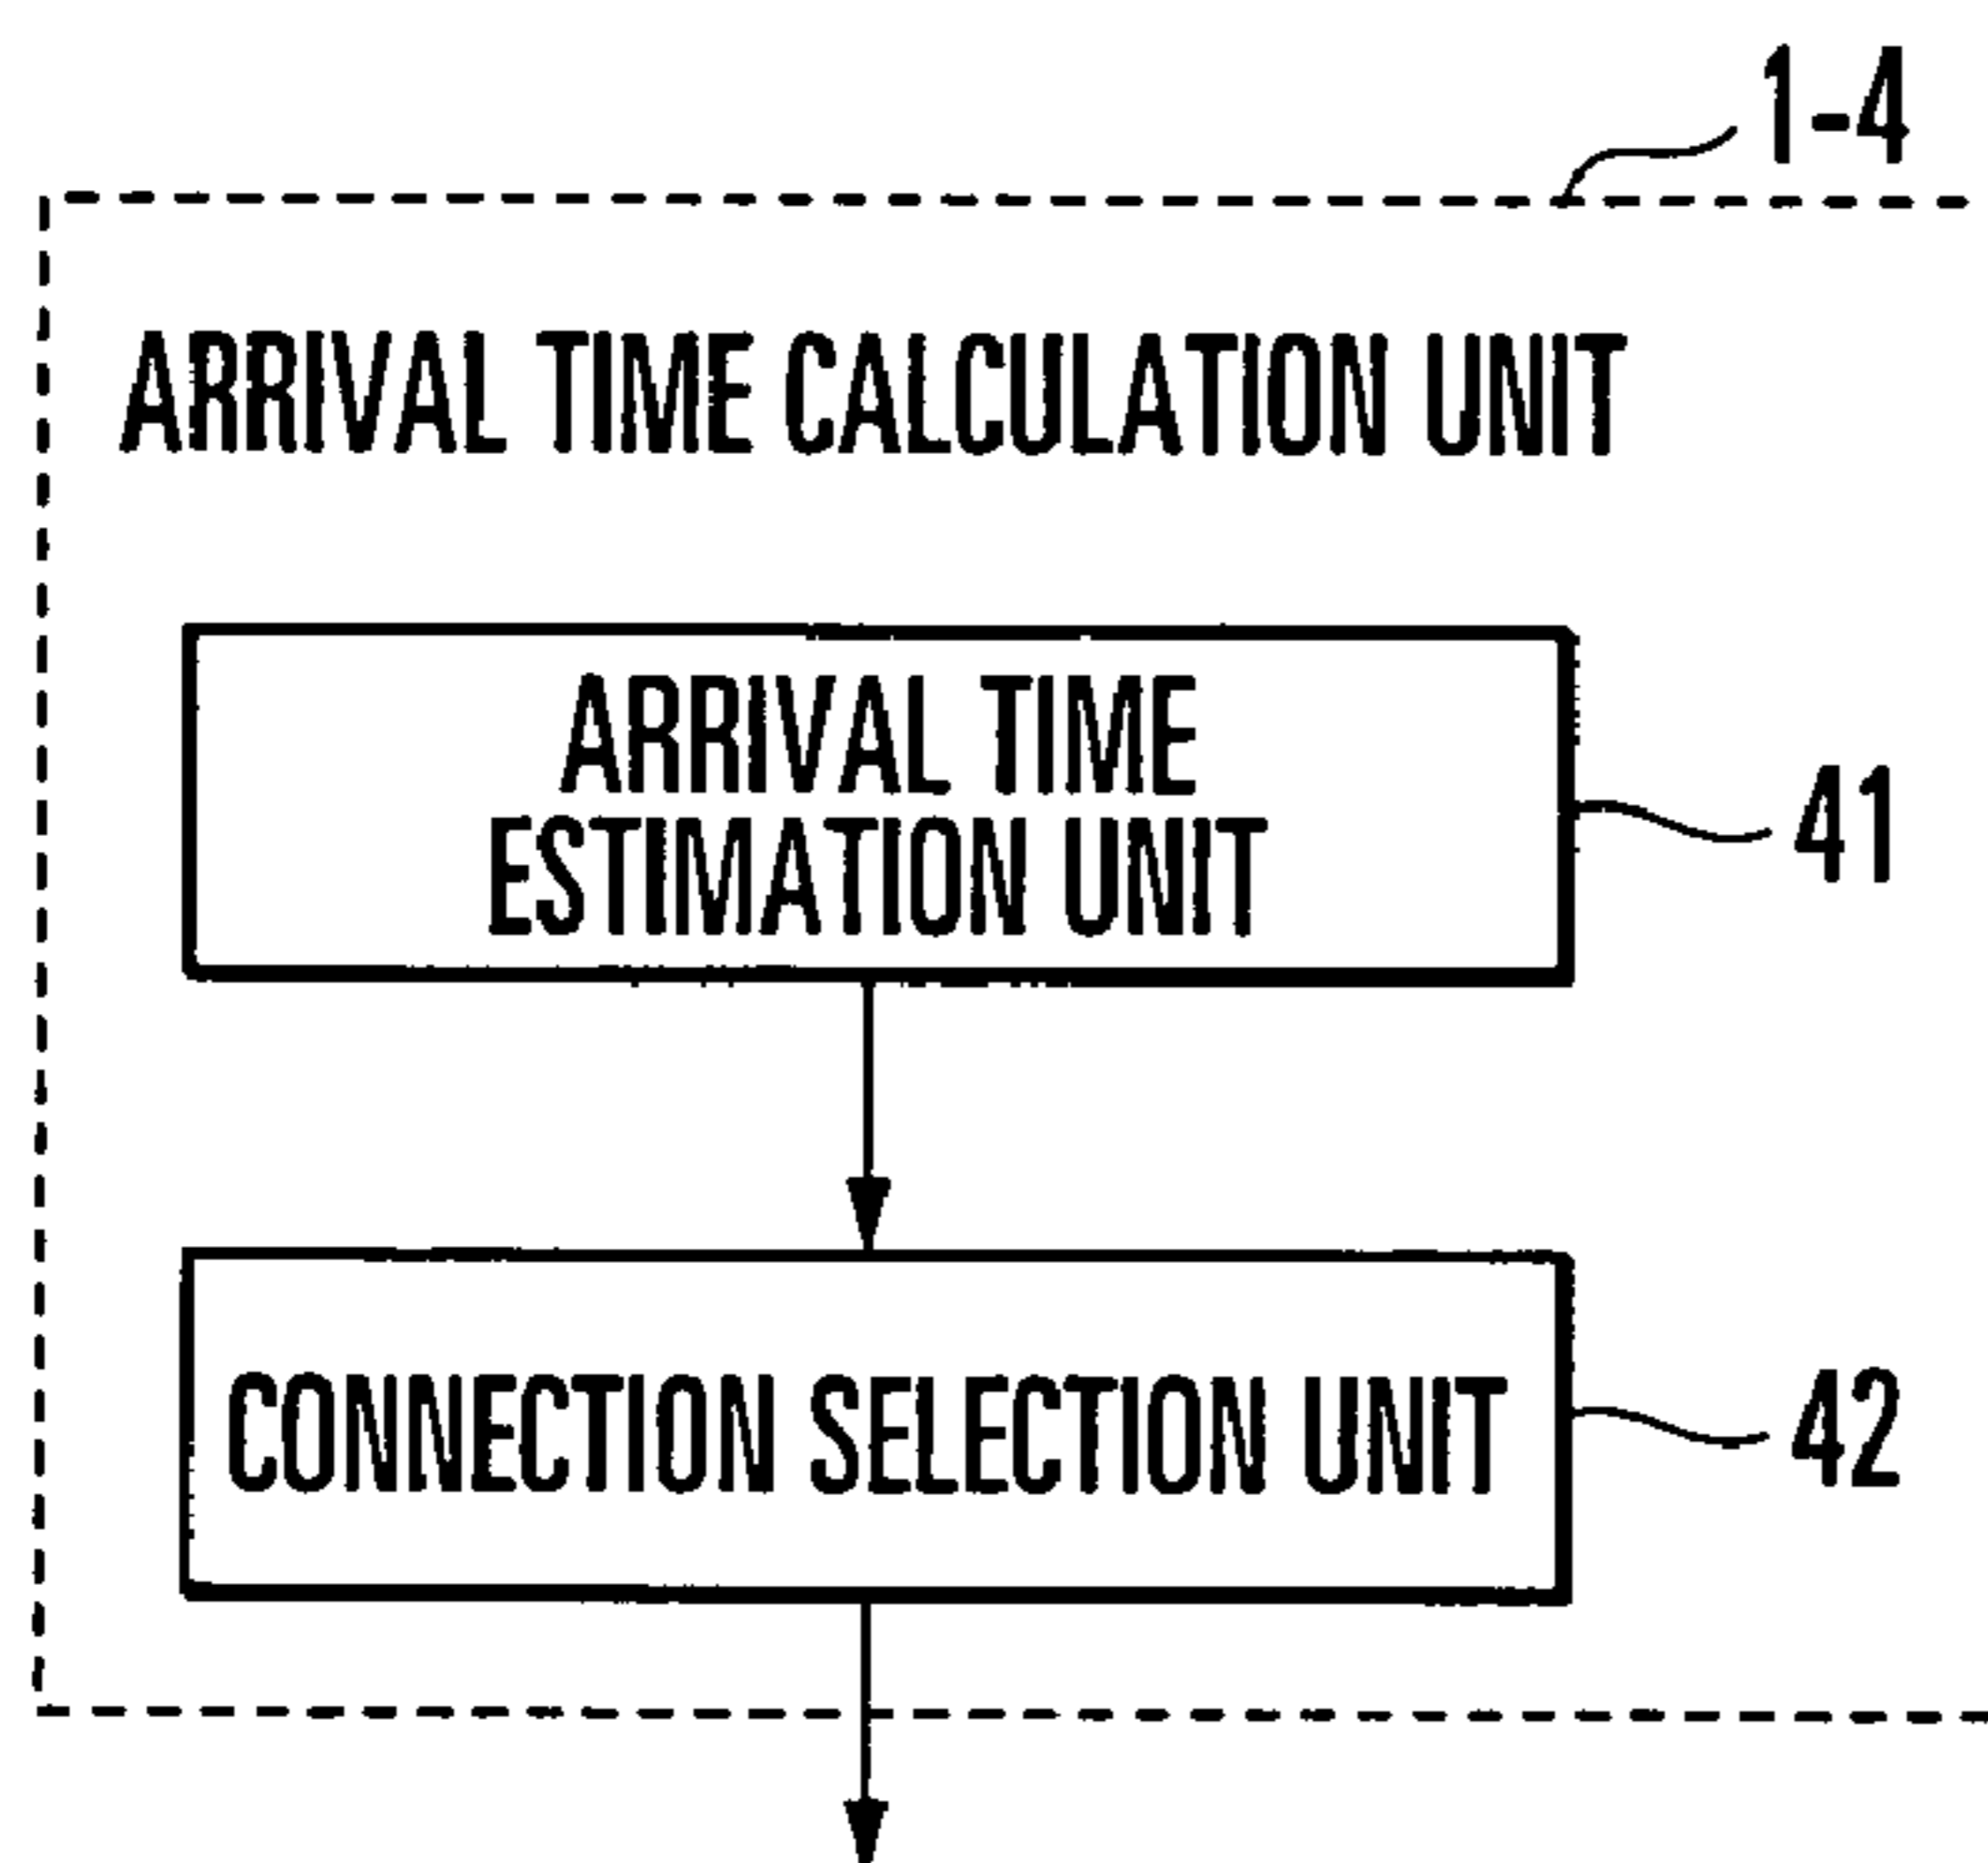 1-4
ARRIVAL TIME CALCULATION UNIT
ARRIVAL TIME
ESTIMATION UNIT
41
CONNECTION SELECTION UNIT
42